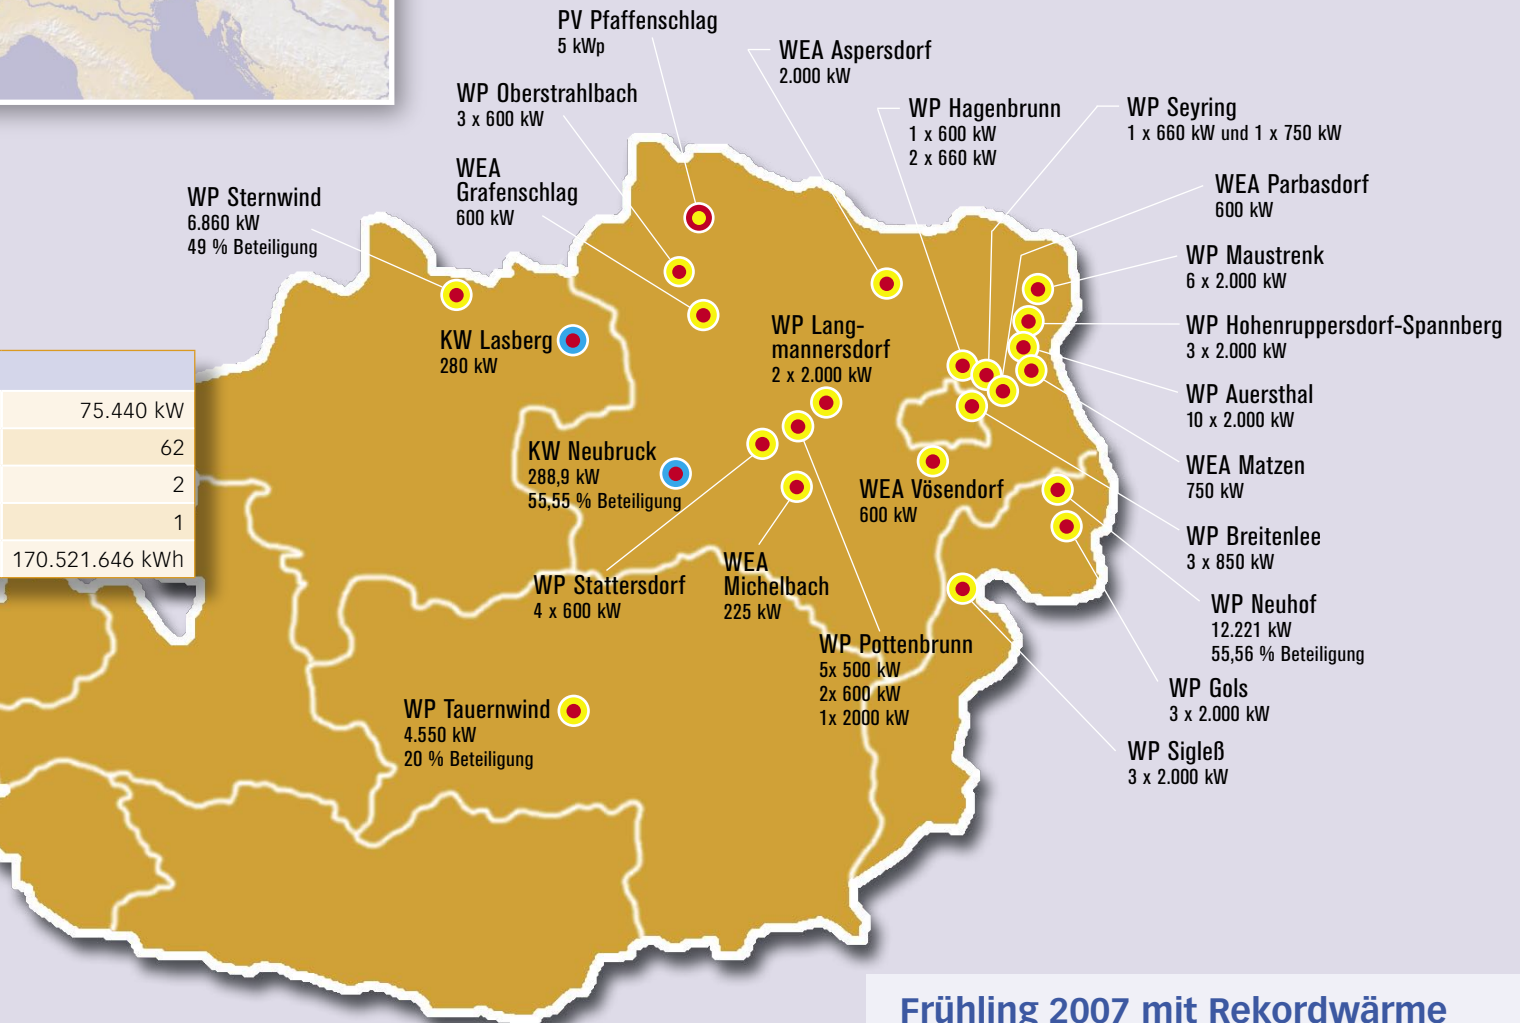 PV Pfaffenschlag
5 kWp
WEA Aspersdorf
2.000 kW
WP Oberstrahlbach
3 x 600 kW
WP Hagenbrunn
1 x 600 kW
2 x 660 kW
WP Seyring
1 x 660 kW und 1 x 750 kW
WEA
Grafenschlag
600 kW
WEA Parbasdorf
600 kW
WP Sternwind
6.860 kW
49 % Beteiligung
WP Maustrenk
6 x 2.000 kW
KW Lasberg
280 kW
WP Lang-
mannersdorf
2 x 2.000 kW
WP Hohenruppersdorf-Spannberg
3 x 2.000 kW
WP Auersthal
10 x 2.000 kW
75.440 kW
62
2
1
170.521.646 kWh
KW Neubruck
288,9 kW
55,55 % Beteiligung
WEA Vösendorf
600 kW
WEA Matzen
750 kW
WP Breitenlee
3 x 850 kW
WP Stattersdorf
4 x 600 kW
WEA
Michelbach
225 kW
WP Neuhof
12.221 kW
55,56 % Beteiligung
WP Pottenbrunn
5x 500 kW
2x 600 kW
1x 2000 kW
WP Gols
3 x 2.000 kW
WP Tauernwind
4.550 kW
20 % Beteiligung
WP Sigleß
3 x 2.000 kW
Frühling 2007 mit Rekordwärme